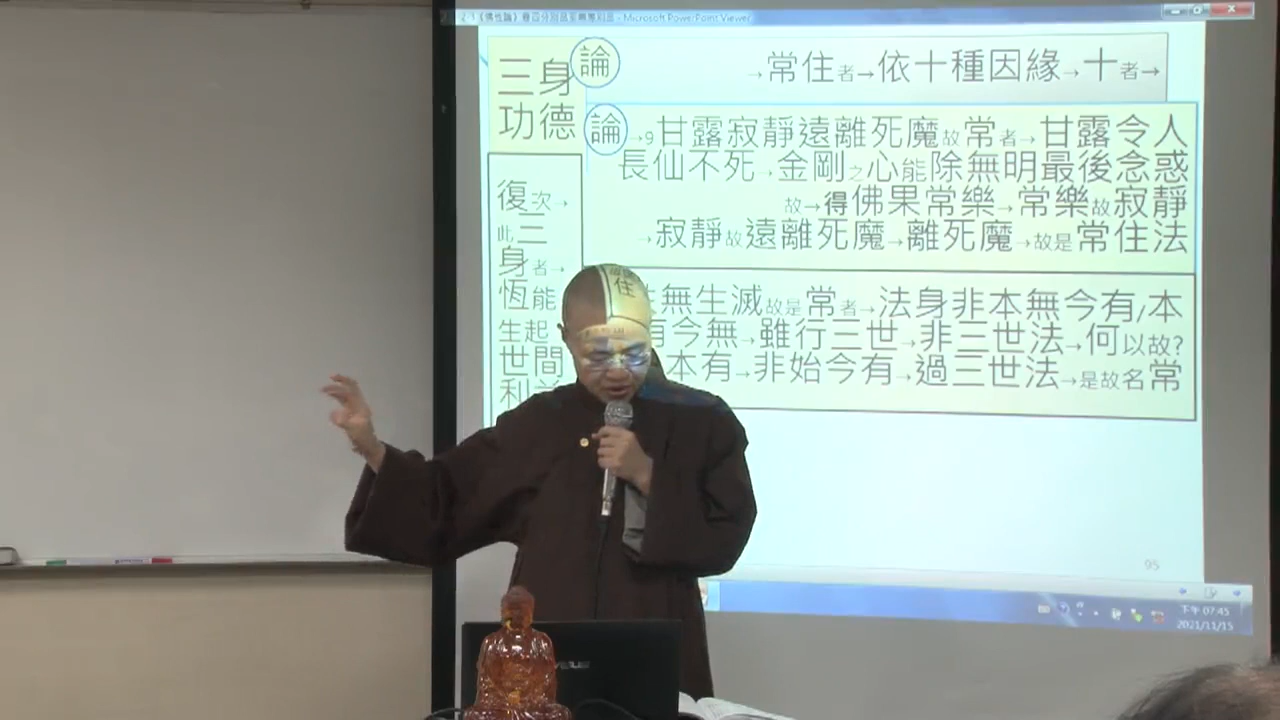 《佛性論》卷四分別品至無差別品 - Microsoft PowerPoint Viewer
三身
功德
論
→常住者→依十種因緣→十者→
論
→9甘露寂靜遠離死魔故常者→甘露令人
長仙不死→金剛之心能除無明最後念惑
故→得佛果常樂→常樂故寂靜
→寂靜故遠離死魔→離死魔→故是常住法
復次→
此三
身者→
恆能
生起
世間
利
無生滅故是常者→法身非本無今有/本
有今無→雖行三世→非三世法→何以故?
本有→非始今有→過三世法→是故名常
住
95
下午 07:45
2021/11/15